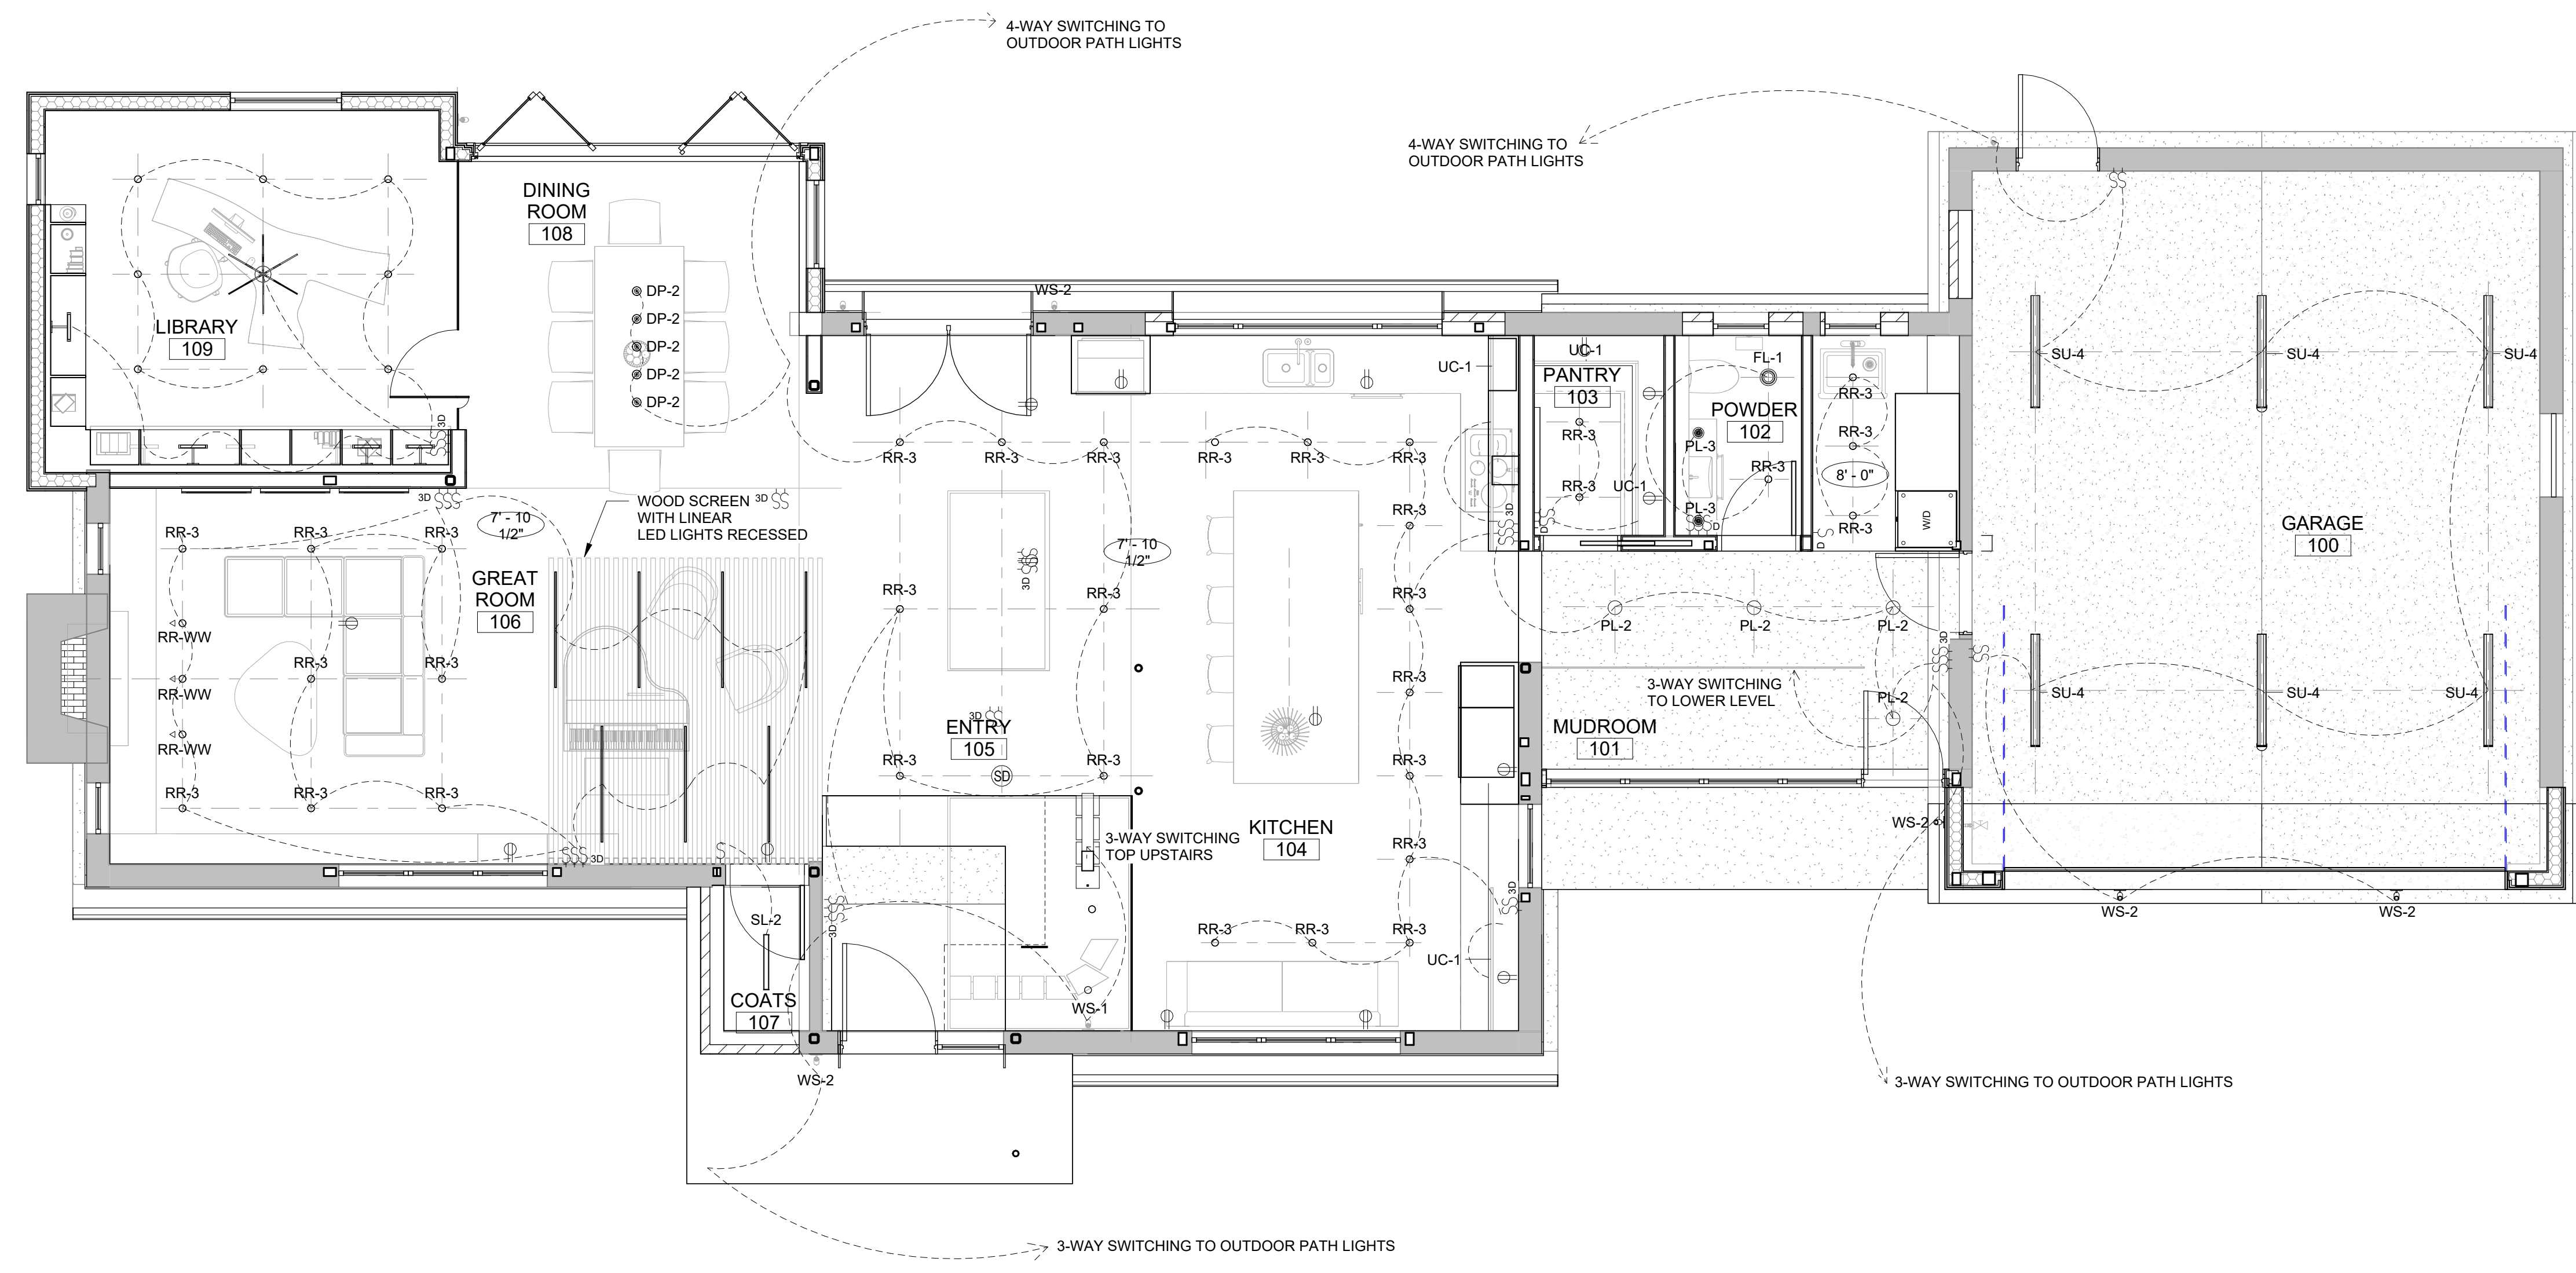 4-WAY SWITCHING TO
OUTDOOR PATH LIGHTS
4-WAY SWITCHING TO
OUTDOOR PATH LIGHTS
DINING
ROOM
108
DP-2
DP-2
DP-2
DP-2
DP-2
LIBRARY
109
3D
WS-2
UC-1
UC-1
PANTRY
103
RR-3
RR-3
UC-1
D
FL-1
POWDER
102
PL-3
RR-3
PL-3
D
RR-3
RR-3
8' - 0"
RR-3
D
W/D
SU-4
SU-4
SU-4
GARAGE
100
SU-4
SU-4
SU-4
RR-3
RR-3
RR-3
RR-3
RR-3
RR-3
3D
3D
WOOD SCREEN
WITH LINEAR
LED LIGHTS RECESSED
7' - 10
1/2"
RR-3
RR-3
RR-3
GREAT
ROOM
106
RR-WW
RR-WW
RR-WW
RR-3
RR-3
RR-3
RR-3
RR-3
3D
7' - 10
1/2"
3D
RR-3
RR-3
3D
ENTRY
105
RR-3
SD
RR-3
RR-3
RR-3
RR-3
RR-3
RR-3
3D
PL-2
PL-2
PL-2
3D
3-WAY SWITCHING
TO LOWER LEVEL
PL-2
MUDROOM
101
3-WAY SWITCHING
TOP UPSTAIRS
KITCHEN
104
3D
RR-3
RR-3
RR-3
UC-1
SL-2
COATS
107
3D
WS-1
WS-2
WS-2
WS-2
WS-2
3-WAY SWITCHING TO OUTDOOR PATH LIGHTS
3-WAY SWITCHING TO OUTDOOR PATH LIGHTS